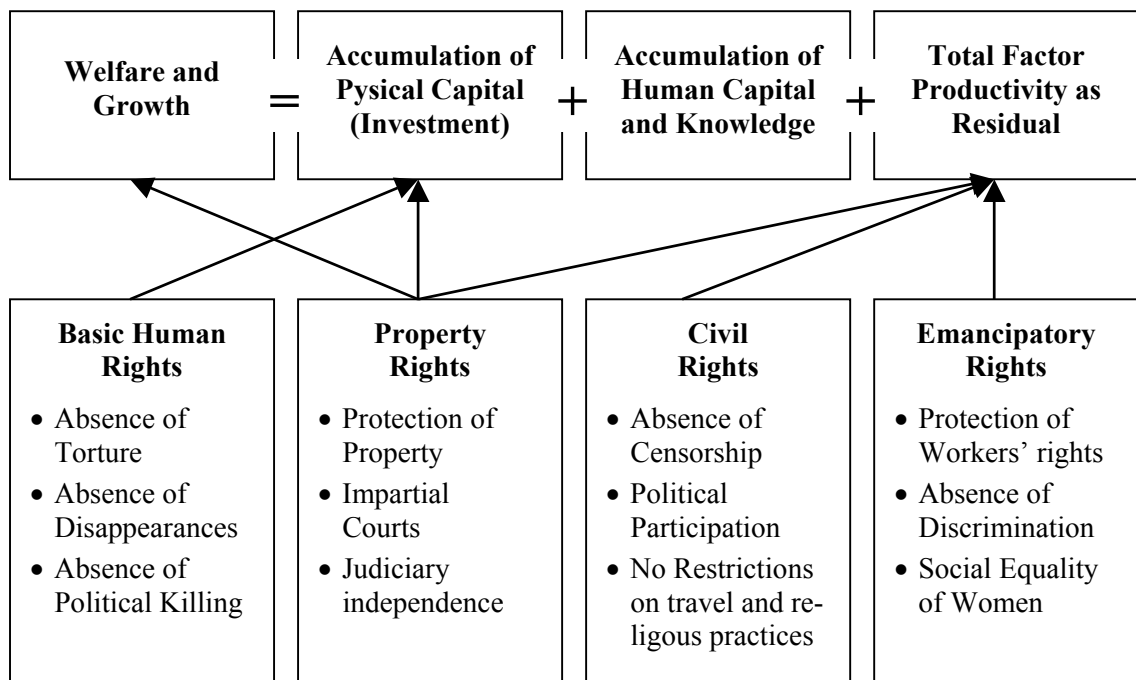 Welfare and
Growth
=
Accumulation of
Pysical Capital
(Investment)
+
Accumulation of
Human Capital
and Knowledge
+
Total Factor
Productivity as
Residual
Basic Human
Rights
• Absence of
Torture
• Absence of
Disappearances
• Absence of
Political Killing
Property
Rights
• Protection of
Property
• Impartial
Courts
• Judiciary
independence
Civil
Rights
• Absence of
Censorship
• Political
Participation
• No Restrictions
on travel and re-
ligous practices
Emancipatory
Rights
• Protection of
Workers’ rights
• Absence of
Discrimination
• Social Equality
of Women